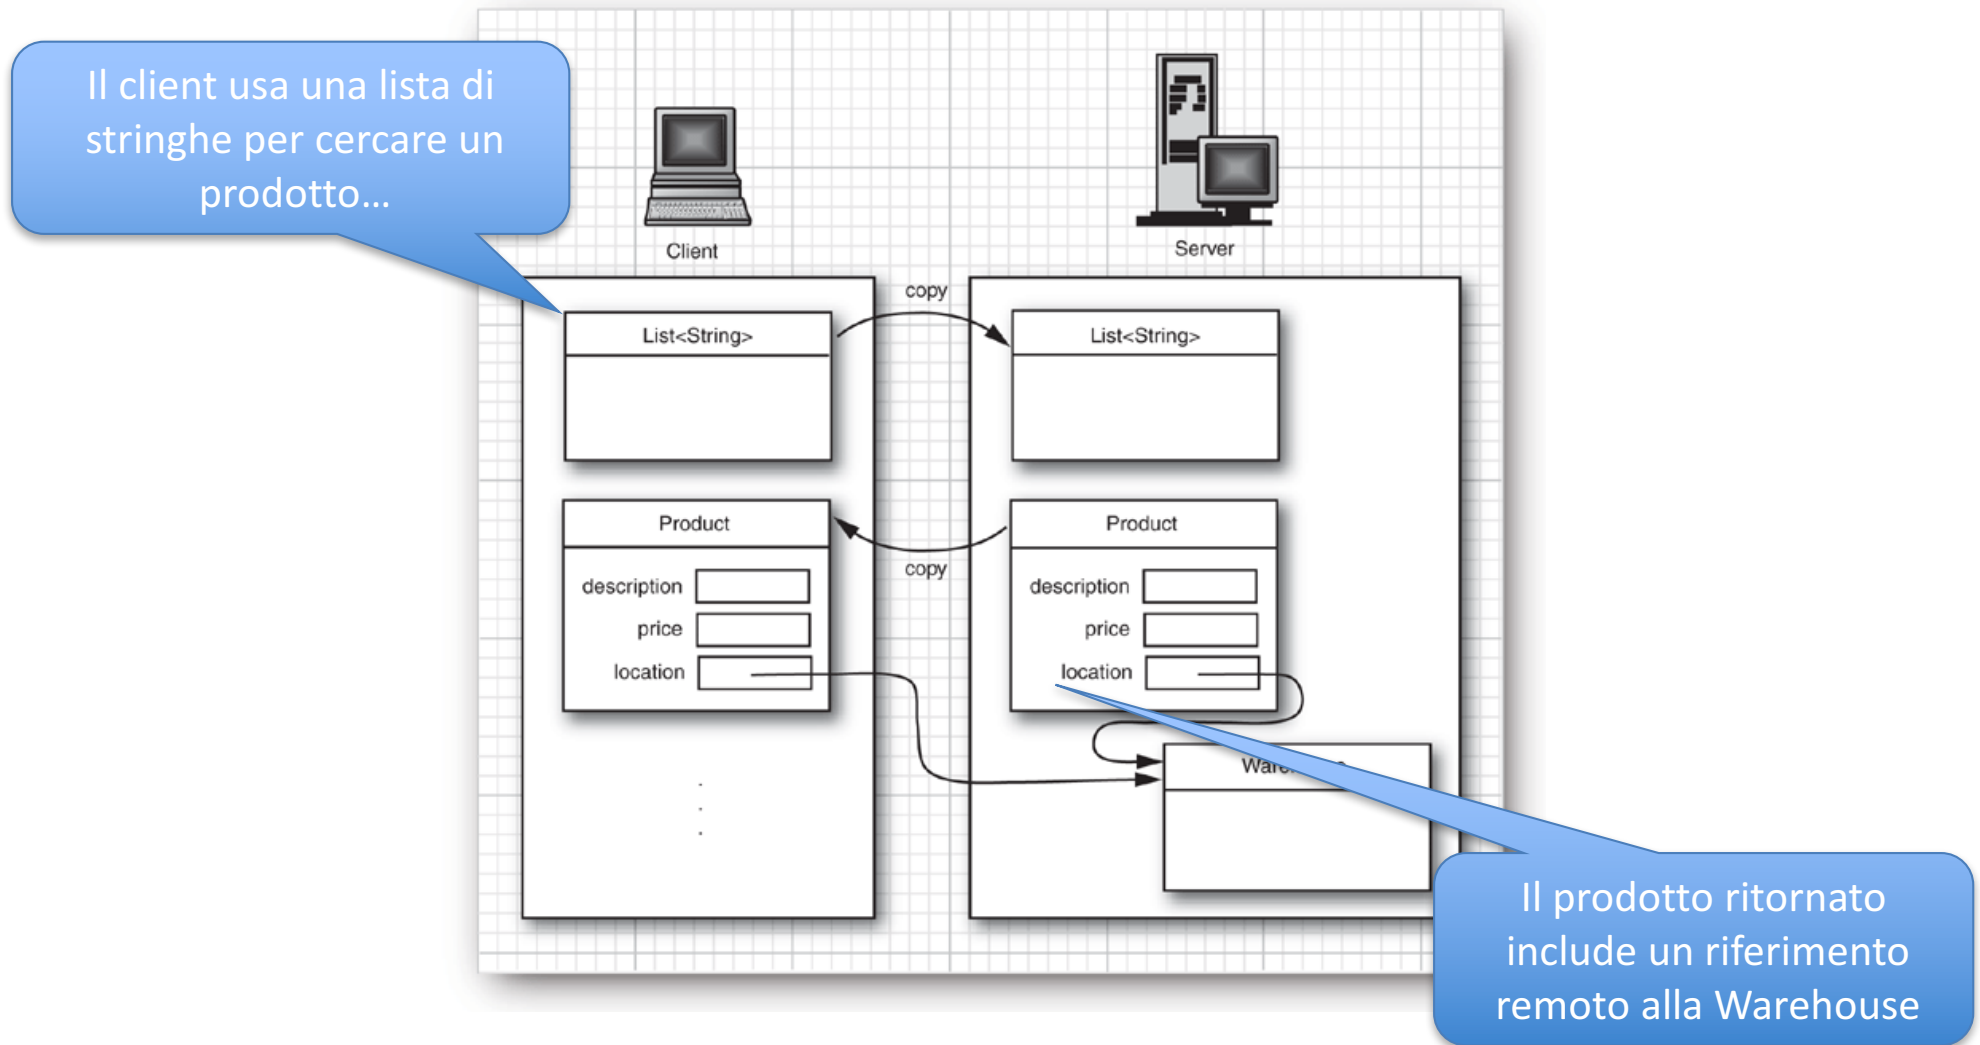 Il client usa una lista di
stringhe per cercare un
prodotto...
Client
Server
copy
List<String>
List<String>
Product
Product
copy
description
description
price
price
location
location
Il prodotto ritornato
include un riferimento
remoto alla Warehouse